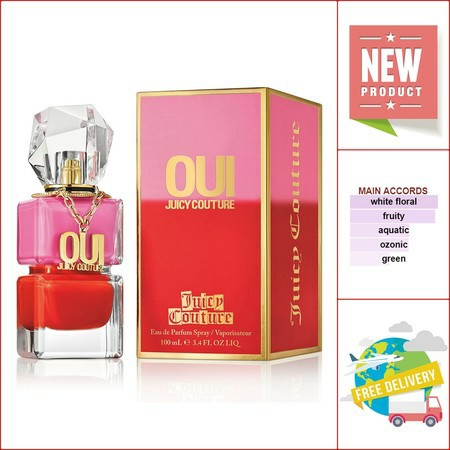 OUI
JUICY COUTURE
OUI
JUICY COUTURE
Juicy
Couture
Eau de Parfum Spray / Vaporisateur
100 mL e 3.4 FL OZ LIQ.
Juicy Couture
NEW
PRODUCT
MAIN ACCORDS
white floral
fruity
aquatic
ozonic
green
FREE DELIVERY